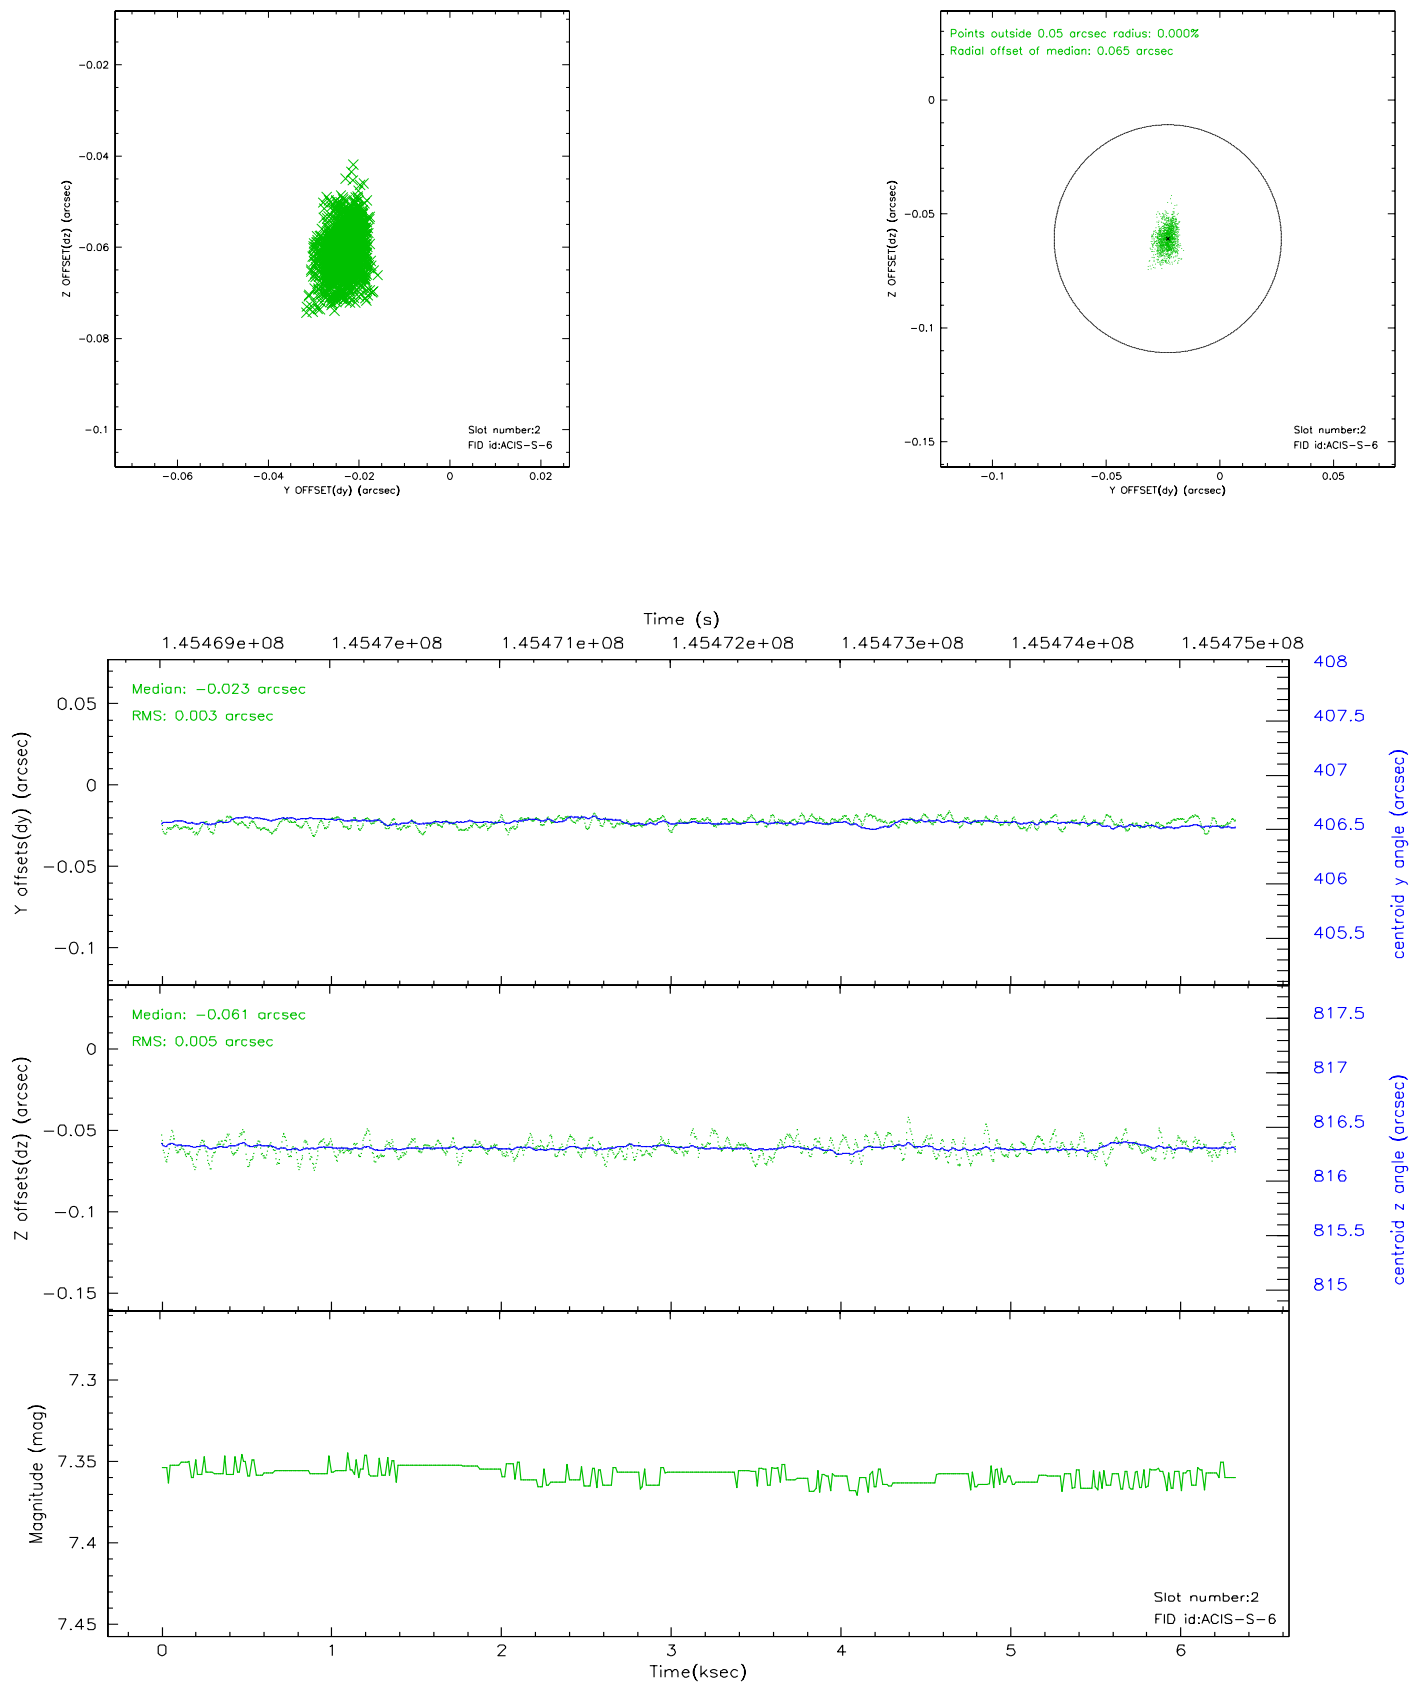 -0.02
-0.04
-0.06
-0.08
-0.1
Z OFFSET(dz) (arcsec)
Slot number:2
FID id:ACIS-S-6
-0.06 -0.04 -0.02 0 0.02
Y OFFSET(dy) (arcsec)
Points outside 0.05 arcsec radius: 0.000%
Radial offset of median: 0.065 arcsec
0
-0.05
-0.1
-0.15
Z OFFSET(dz) (arcsec)
Slot number:2
FID id:ACIS-S-6
-0.1 -0.05 0 0.05
Y OFFSET(dy) (arcsec)
Time (s)
1.45469e+08 1.4547e+08 1.45471e+08 1.45472e+08 1.45473e+08 1.45474e+08 1.45475e+08
Median: -0.023 arcsec
RMS: 0.003 arcsec
0.05
0
-0.05
-0.1
Y offsets(dy) (arcsec)
408
407.5
407
406.5
406
405.5
centroid y angle (arcsec)
Median: -0.061 arcsec
RMS: 0.005 arcsec
0
-0.05
-0.1
-0.15
Z offsets(dz) (arcsec)
817.5
817
816.5
816
815.5
815
centroid z angle (arcsec)
7.3
7.35
7.4
7.45
Magnitude (mag)
Slot number:2
FID id:ACIS-S-6
0 1 2 3 4 5 6
Time(ksec)